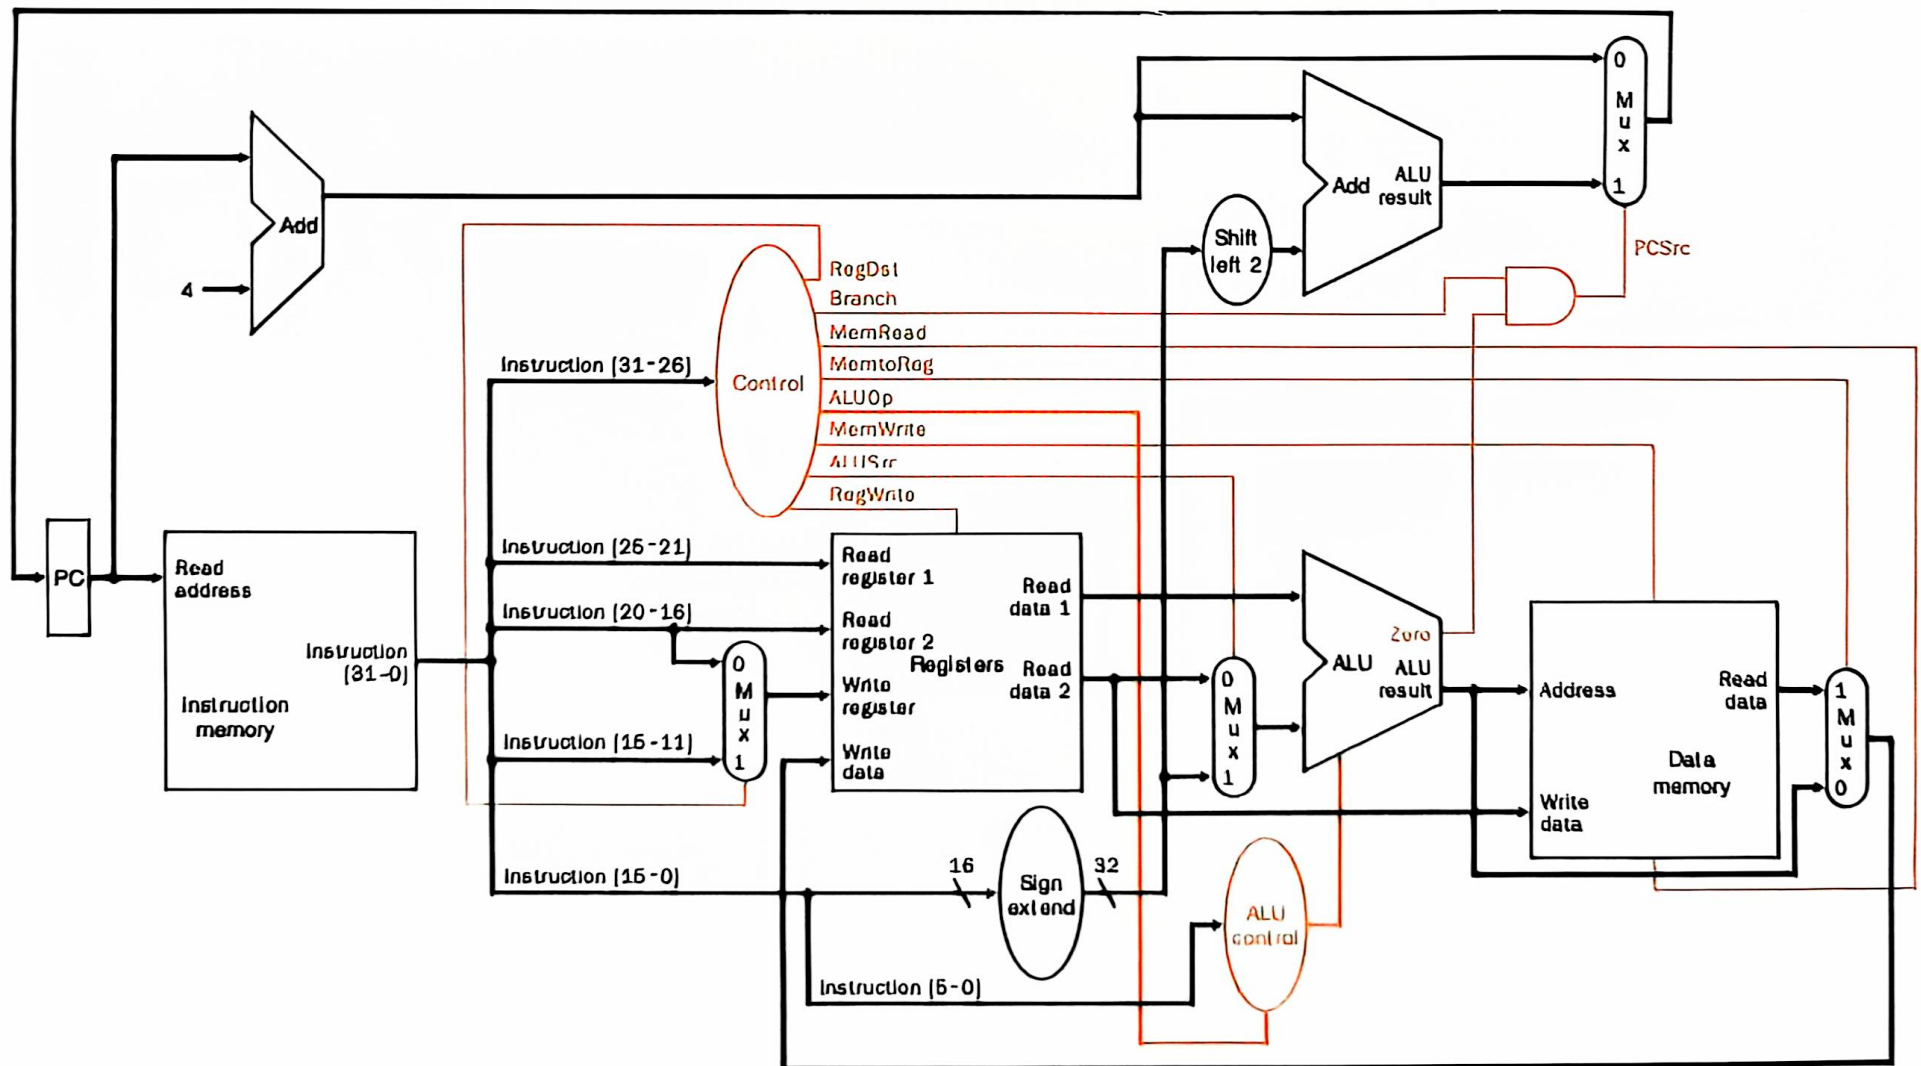 0
M
u
x
1
Add
ALU
result
Add
4
Shift
left 2
PCSrc
RegDst
Branch
MemRead
MemtoReg
ALUOp
MemWrite
ALUSrc
RegWrite
Control
Instruction [31-26]
Instruction [25-21]
Instruction [20-16]
Instruction [15-11]
Instruction [15-0]
Instruction [5-0]
PC
Read
address
Instruction
[31-0]
Instruction
memory
0
M
u
x
1
Read
register 1
Read
register 2
Registers
Write
register
Write
data
Read
data 1
Read
data 2
0
M
u
x
1
Zero
ALU
ALU
result
Address
Read
data
Data
memory
Write
data
1
M
u
x
0
16
Sign
extend
32
ALU
control